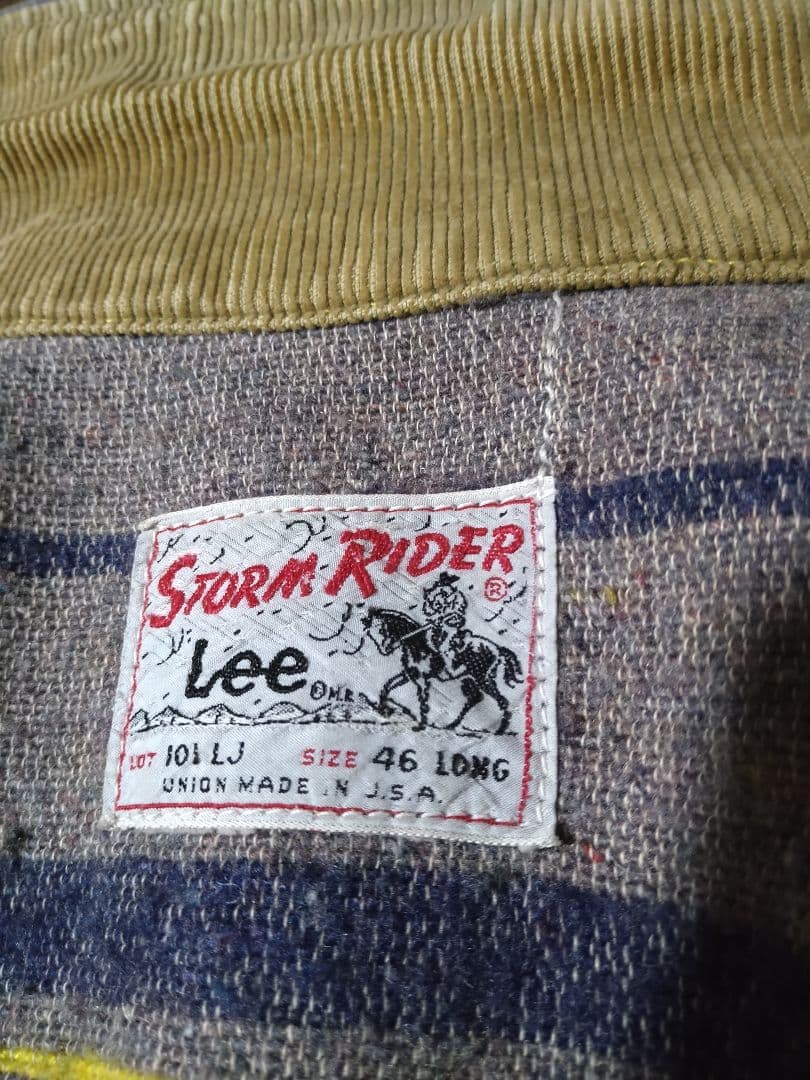 STORM RIDER
®
Lee ® M.R.
LOT 101 LJ SIZE 46 LONG
UNION MADE IN U.S.A.